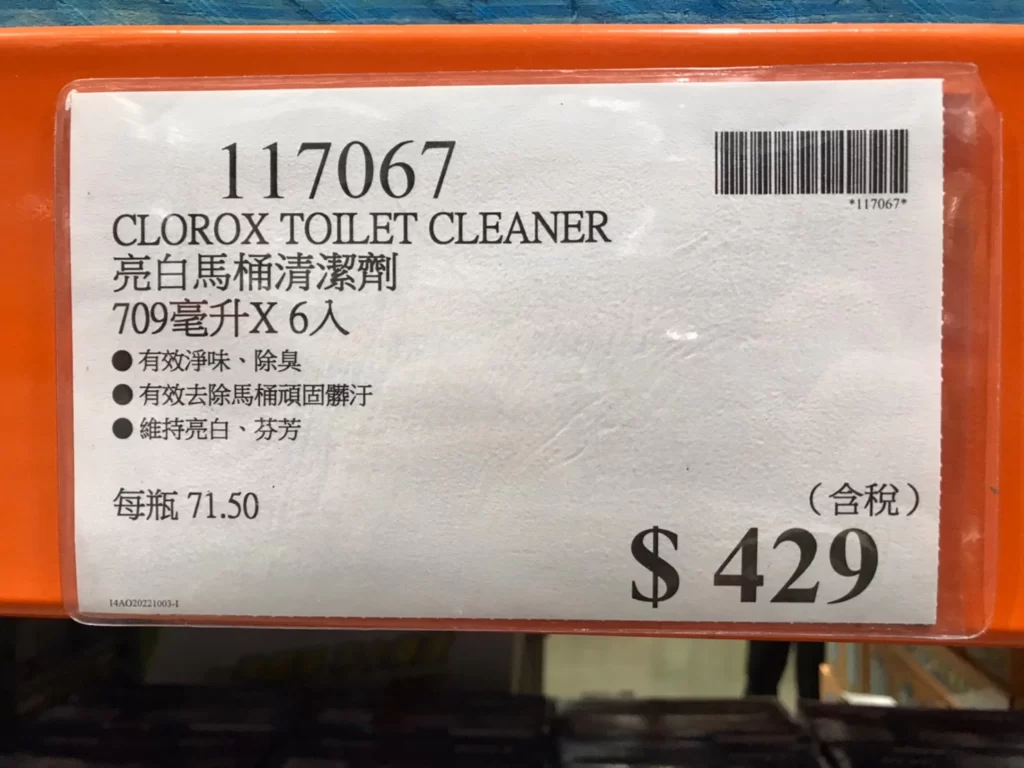 117067
*117067*
CLOROX TOILET CLEANER
亮白馬桶清潔劑
709毫升X 6入
● 有效淨味、除臭
● 有效去除馬桶頑固髒汙
● 維持亮白、芬芳
每瓶 71.50
（含稅）
$ 429
14AO20221003-1